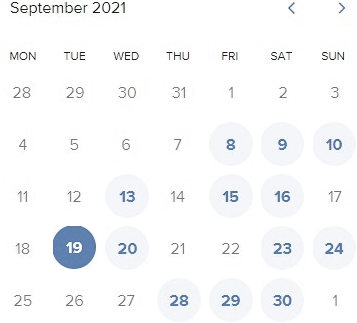 September 2021
MON TUE WED THU FRI SAT SUN
28 29 30 31 1 2 3
4 5 6 7 8 9 10
11 12 13 14 15 16 17
18 19 20 21 22 23 24
25 26 27 28 29 30 1